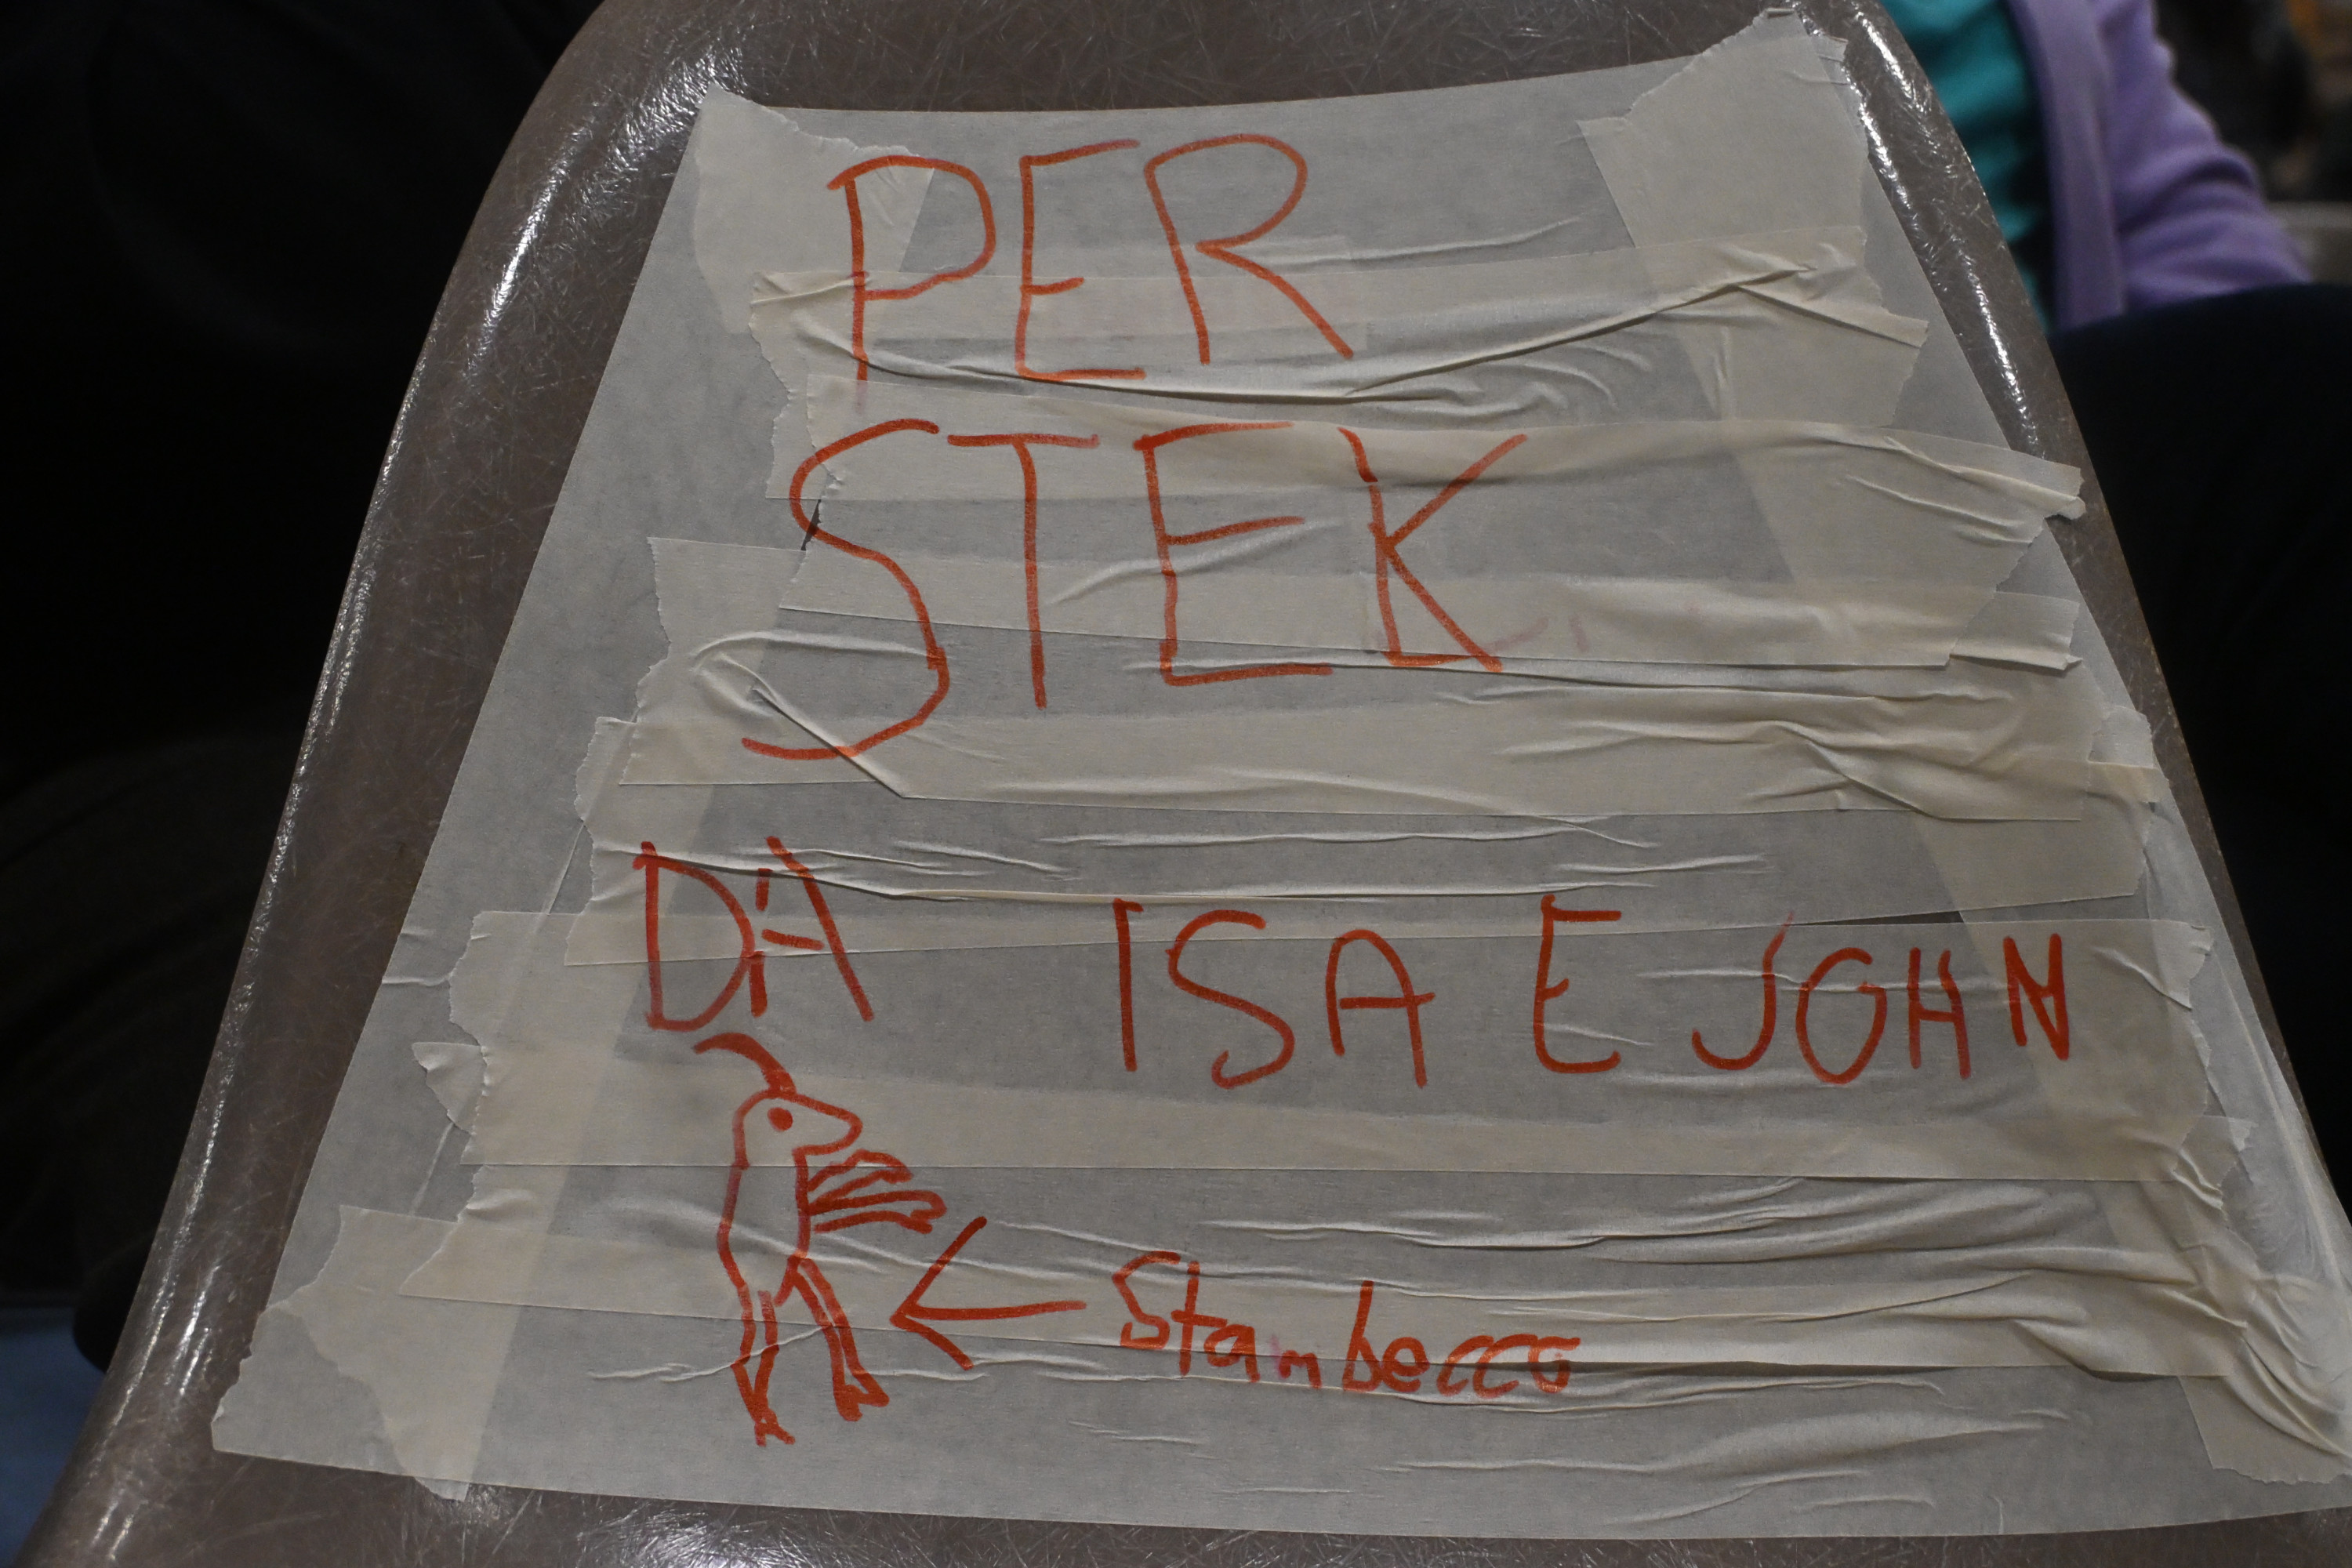 PER
STEK
DA ISA E JOHN
Stambecco